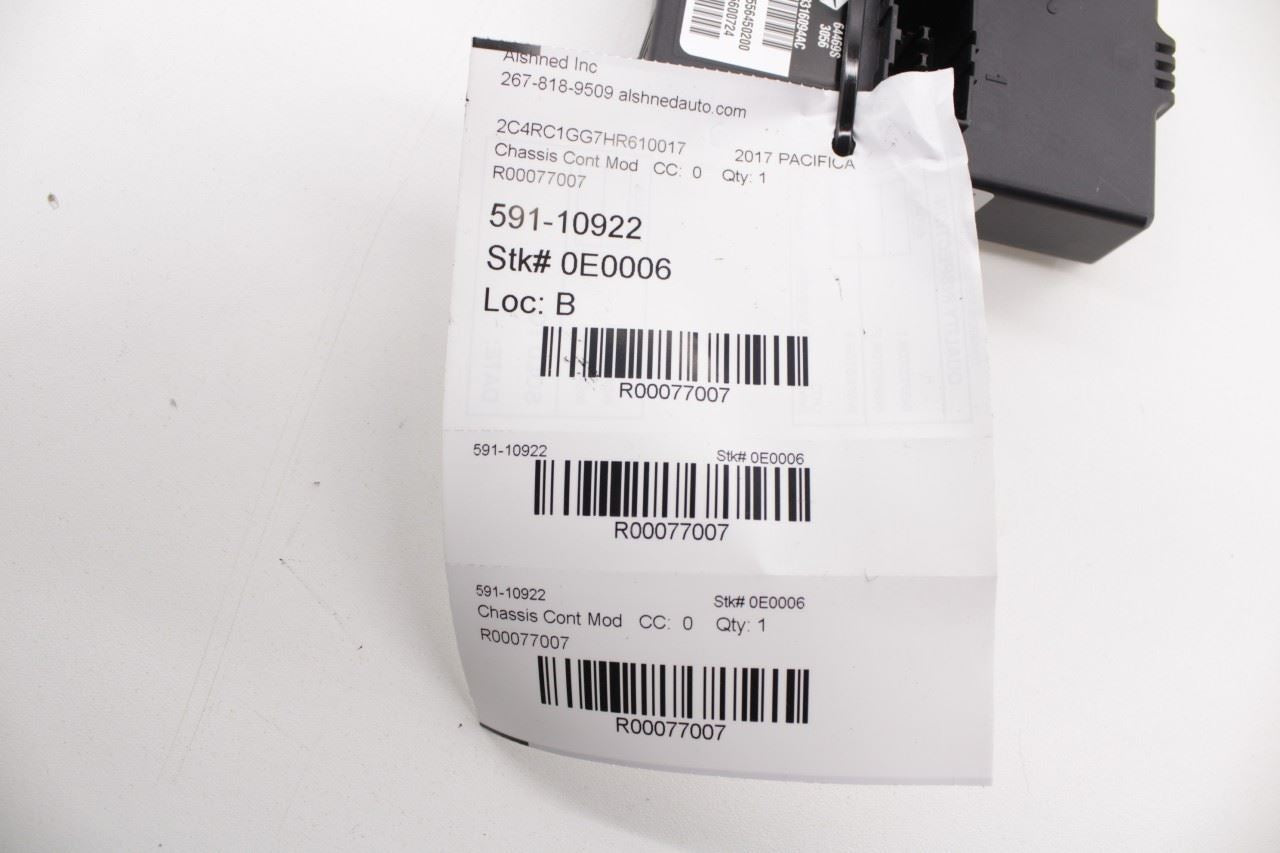 64469S
3056
Alshned Inc
267-818-9509 alshnedauto.com
2C4RC1GG7HR610017 2017 PACIFICA
Chassis Cont Mod CC: 0 Qty: 1
R00077007
591-10922
Stk# 0E0006
Loc: B
R00077007
591-10922 Stk# 0E0006
R00077007
591-10922 Stk# 0E0006
Chassis Cont Mod CC: 0 Qty: 1
R00077007
R00077007